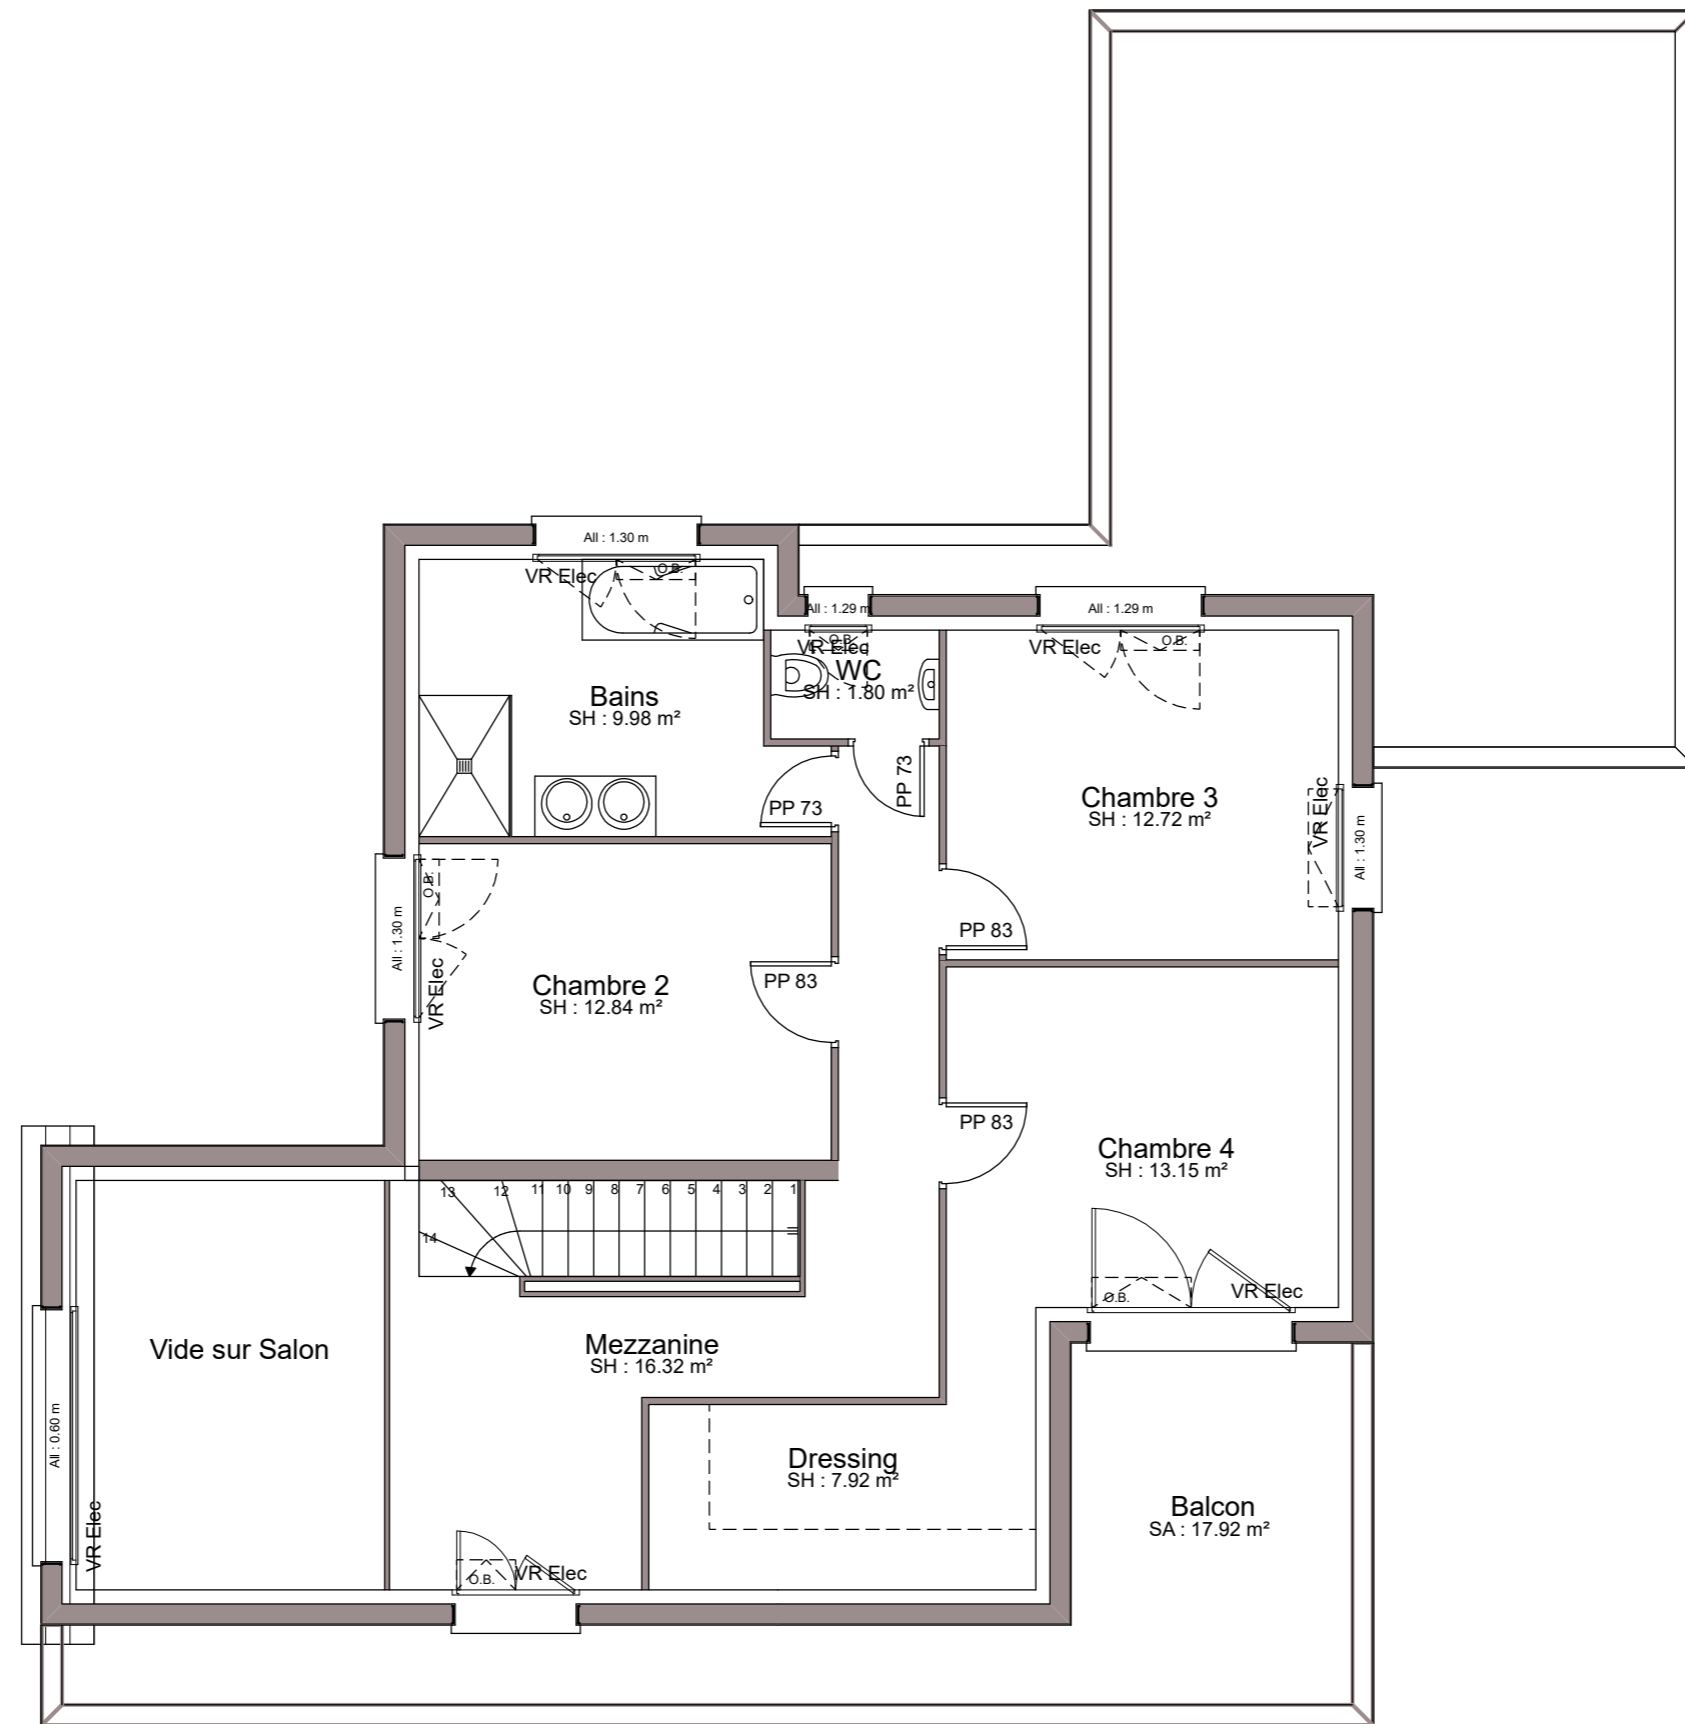 All : 1.30 m
VR Elec
O.B.
All : 1.29 m
O.B.
VR Elec
WC
SH : 1.80 m²
All : 1.29 m
VR Elec
O.B.
Bains
SH : 9.98 m²
PP 73
PP 73
Chambre 3
SH : 12.72 m²
VR Elec
All : 1.30 m
O.B.
All : 1.30 m
VR Elec
Chambre 2
SH : 12.84 m²
PP 83
PP 83
PP 83
Chambre 4
SH : 13.15 m²
O.B.
VR Elec
14
13
12
11
10
9
8
7
6
5
4
3
2
1
Vide sur Salon
Mezzanine
SH : 16.32 m²
All : 0.60 m
VR Elec
Dressing
SH : 7.92 m²
Balcon
SA : 17.92 m²
O.B.
VR Elec